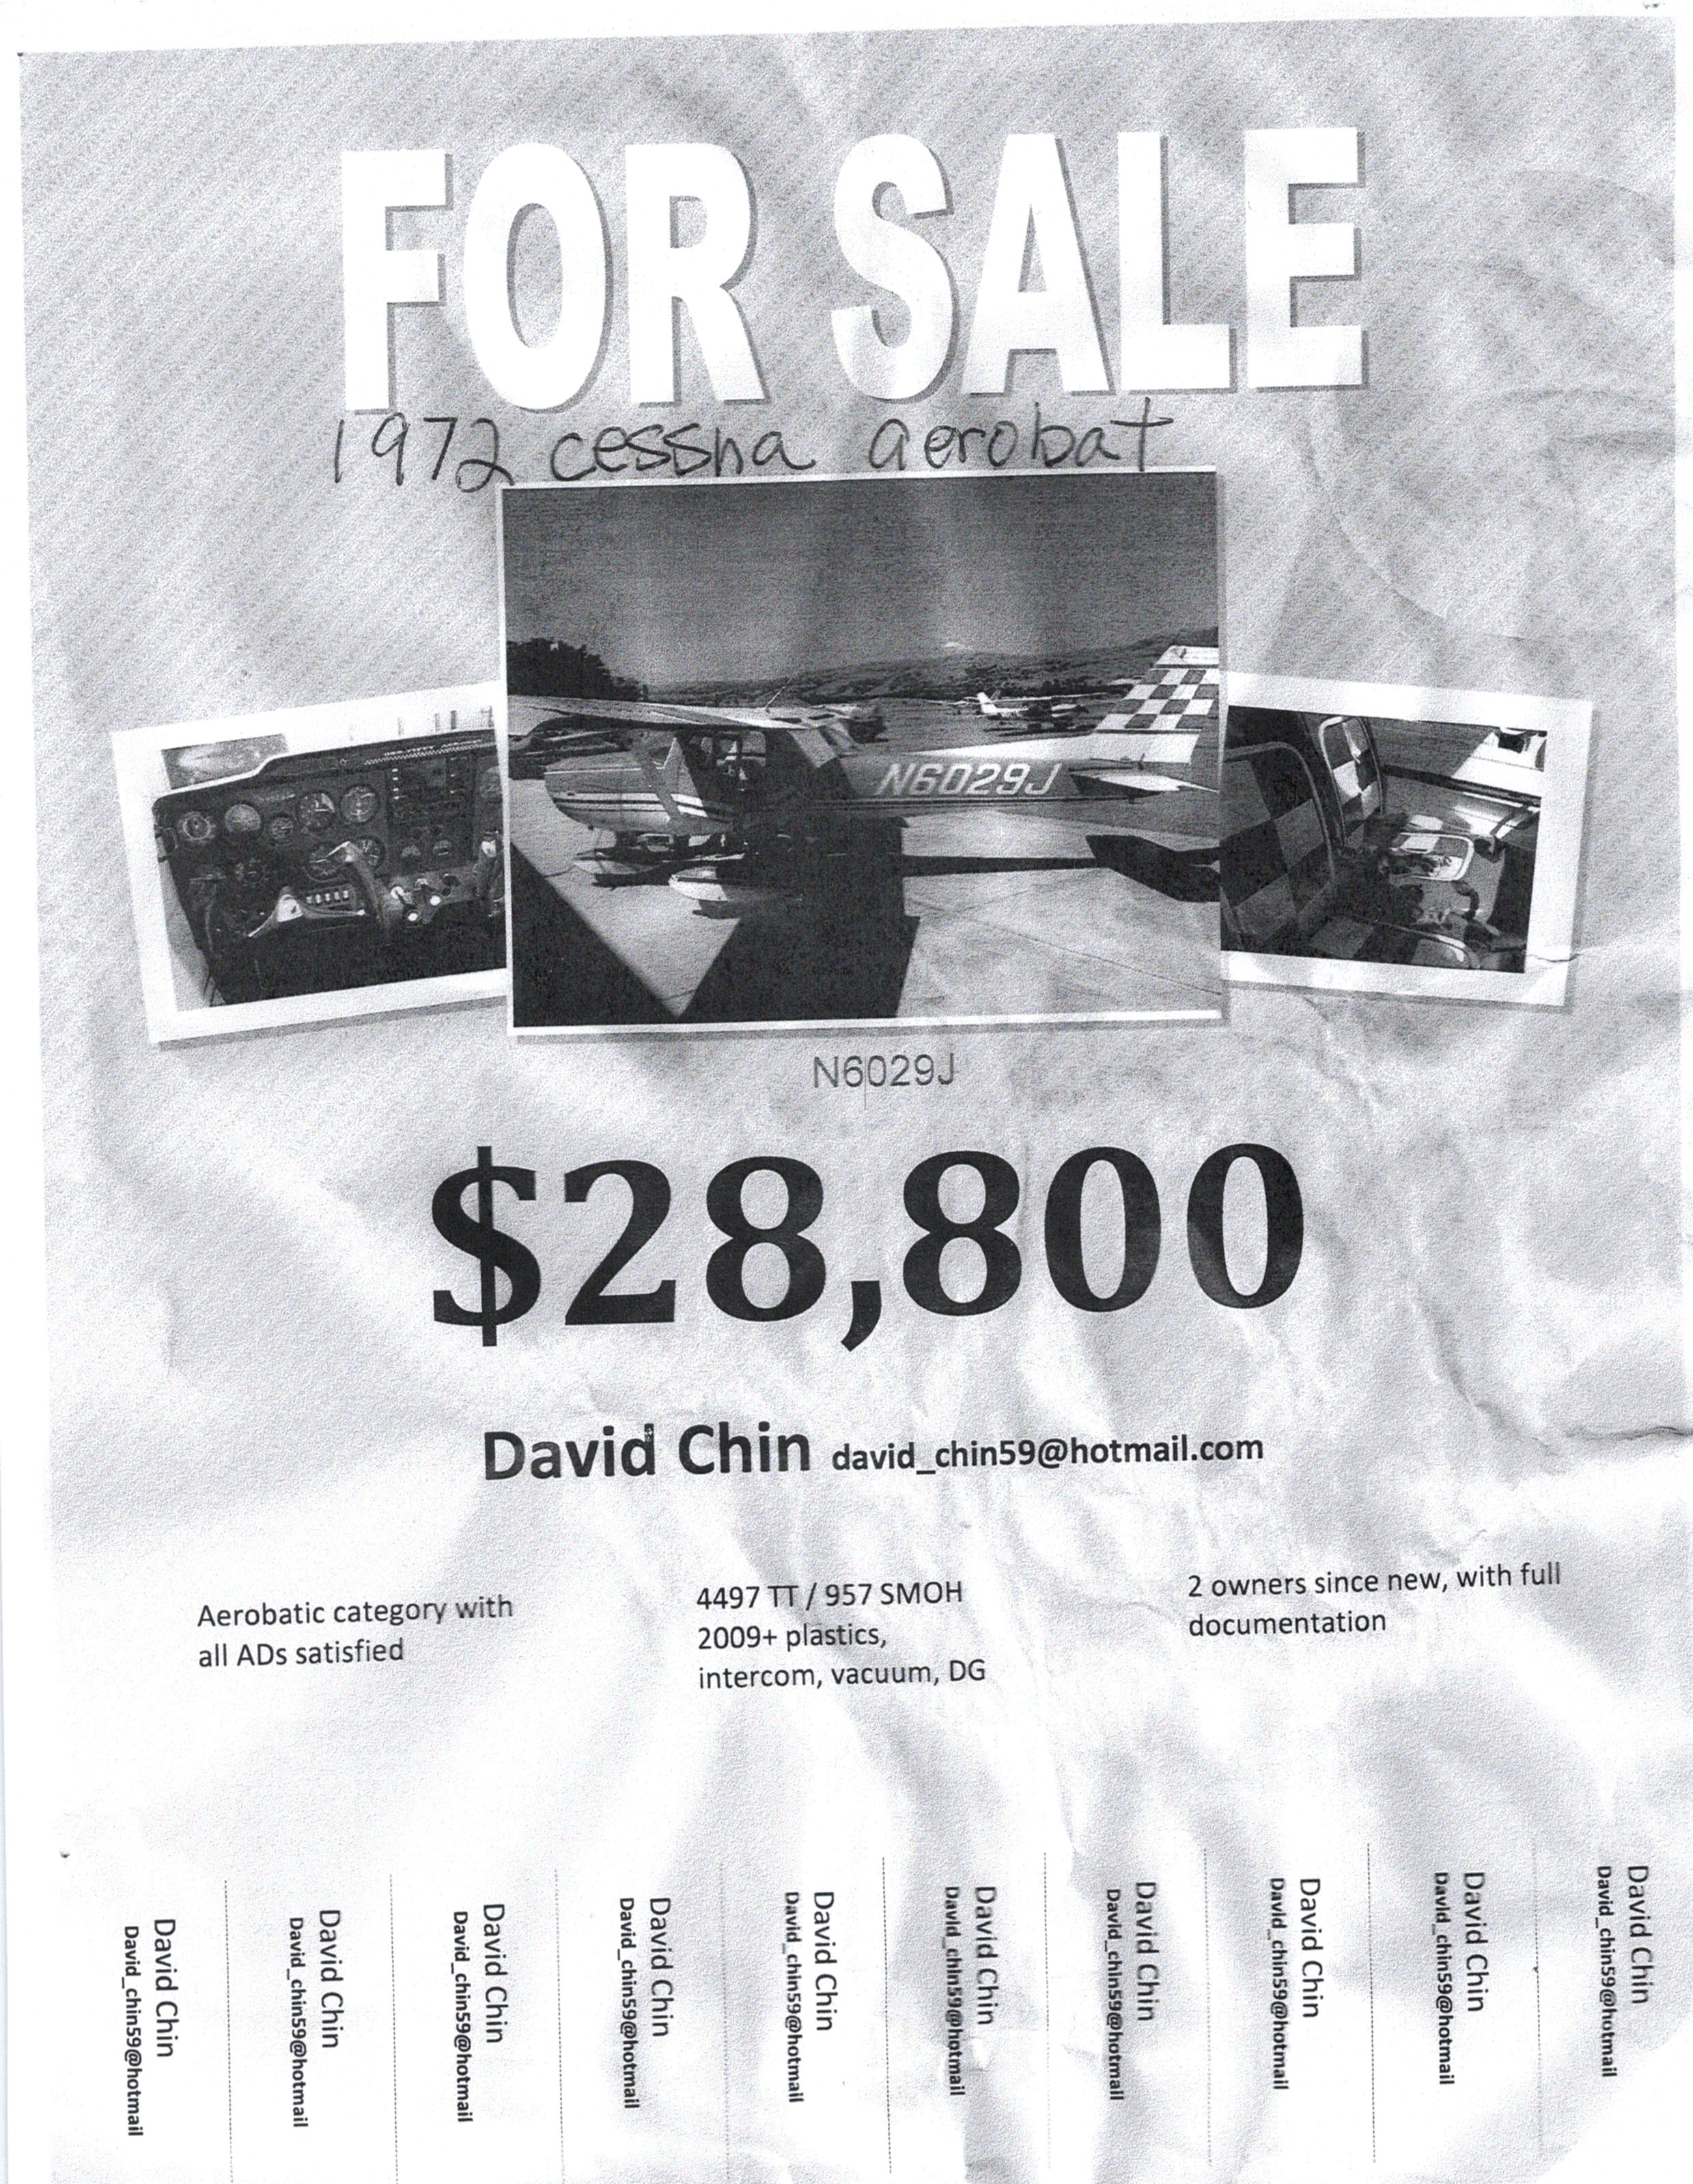 FOR SALE
1972 cessna aerobat
N6029J
N6029J
$28,800
David Chin david_chin59@hotmail.com
Aerobatic category with
all ADs satisfied
4497 TT / 957 SMOH
2009+ plastics,
intercom, vacuum, DG
2 owners since new, with full
documentation
David Chin
David_chin59@hotmail
David Chin
David_chin59@hotmail
David Chin
David_chin59@hotmail
David Chin
David_chin59@hotmail
David Chin
David_chin59@hotmail
David Chin
David_chin59@hotmail
David Chin
David_chin59@hotmail
David Chin
David_chin59@hotmail
David Chin
David_chin59@hotmail
David Chin
David_chin59@hotmail